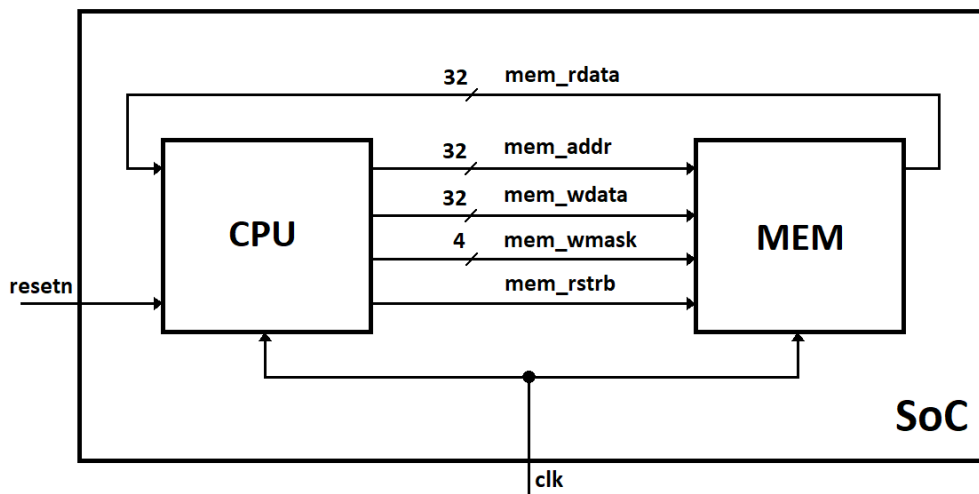 32 mem_rdata
32 mem_addr
32 mem_wdata
CPU
MEM
4 mem_wmask
resetn
mem_rstrb
SoC
clk